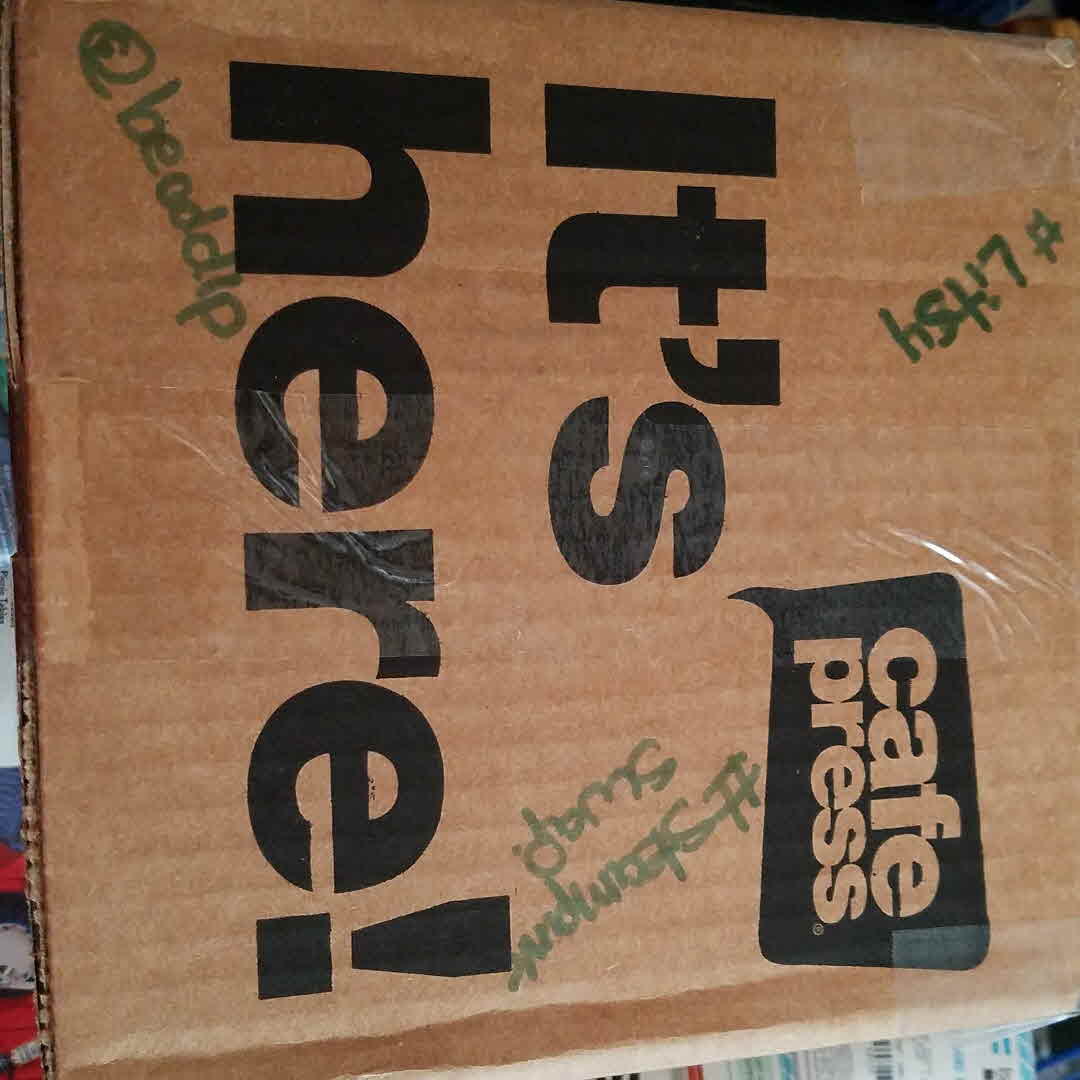 cafe
press®
It's
here!
@beaddip
#Litsy
#Steampunk
swap